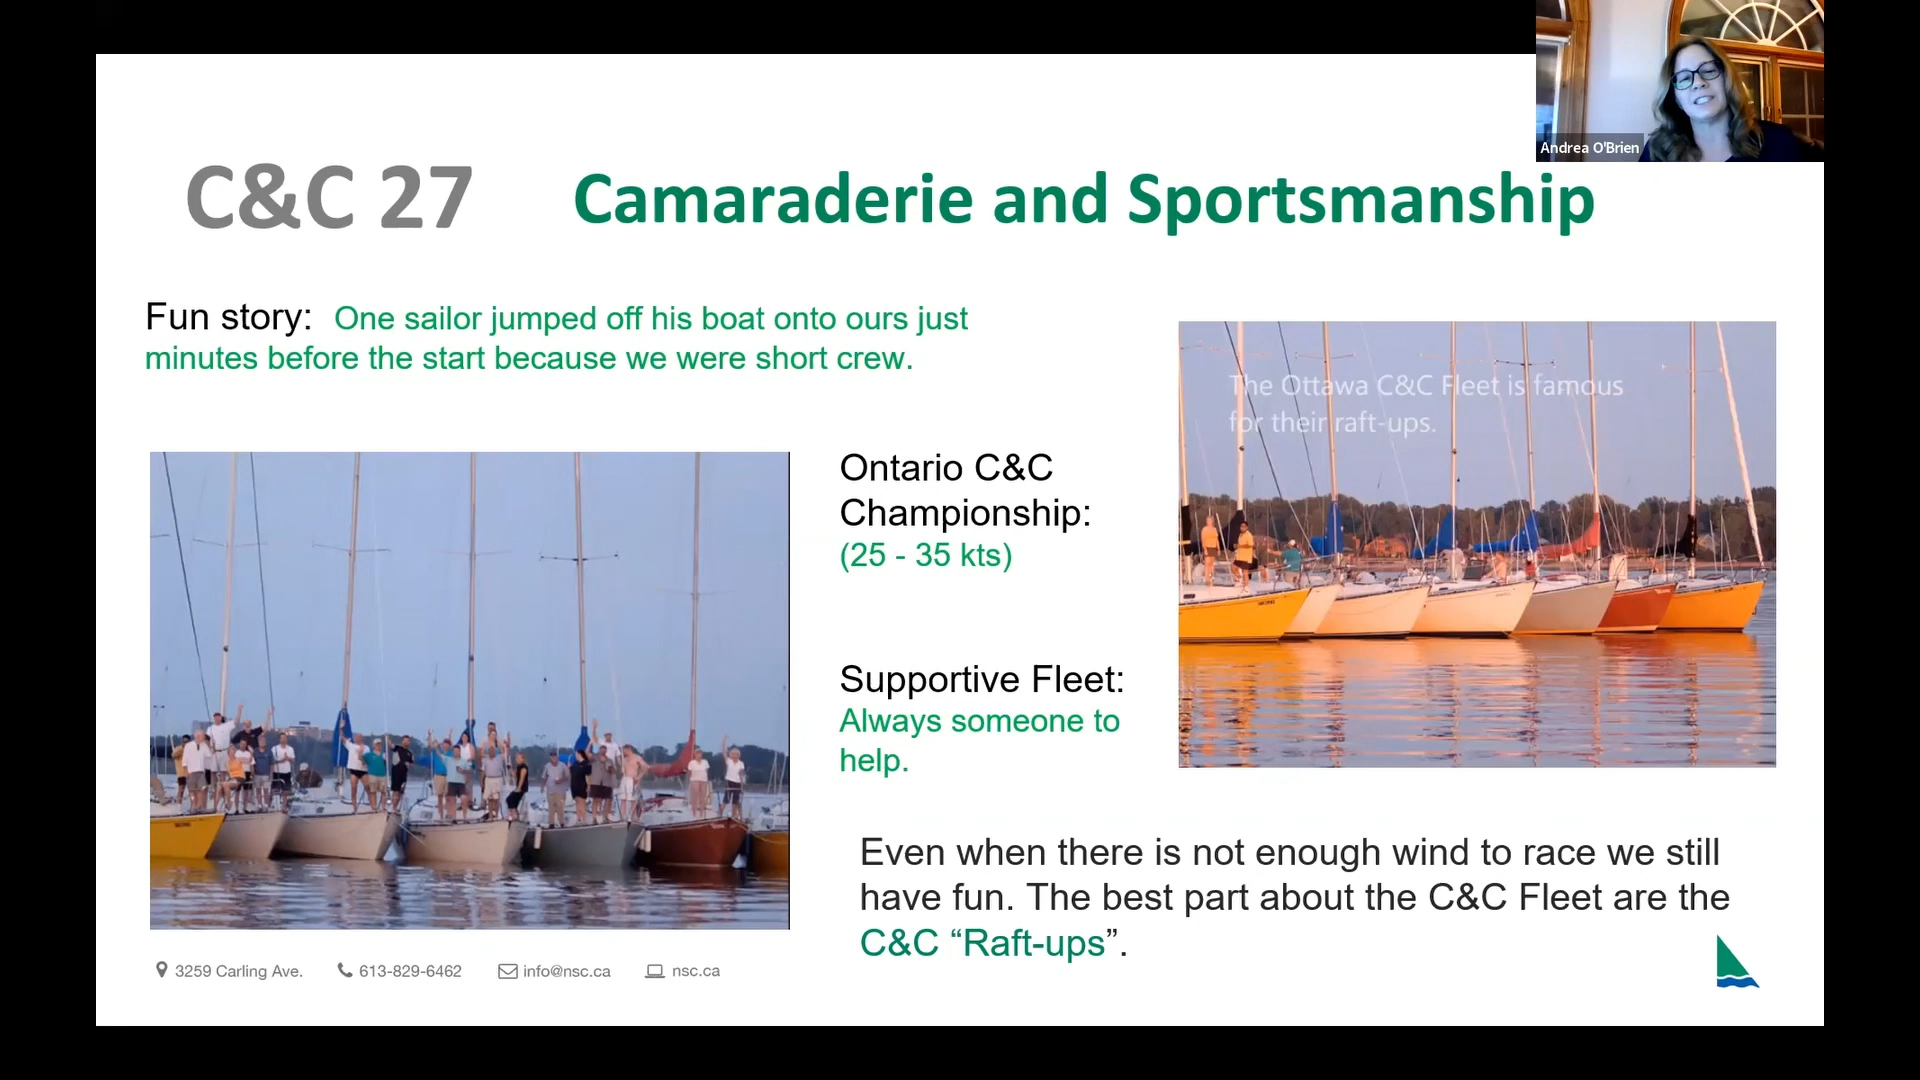 Andrea O'Brien
C&C 27
Camaraderie and Sportsmanship
Fun story: One sailor jumped off his boat onto ours just
minutes before the start because we were short crew.
The Ottawa C&C Fleet is famous
for their raft-ups.
Ontario C&C
Championship:
(25 - 35 kts)
Supportive Fleet:
Always someone to
help.
Even when there is not enough wind to race we still
have fun. The best part about the C&C Fleet are the
C&C “Raft-ups”.
3259 Carling Ave. 613-829-6462 info@nsc.ca nsc.ca